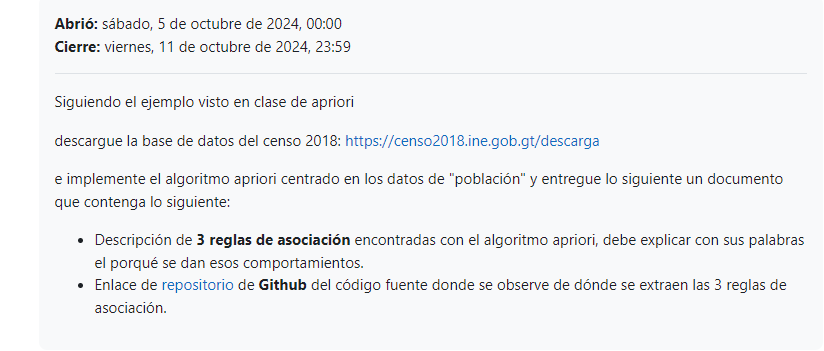 Abrió: sábado, 5 de octubre de 2024, 00:00
Cierre: viernes, 11 de octubre de 2024, 23:59
Siguiendo el ejemplo visto en clase de apriori
descargue la base de datos del censo 2018: https://censo2018.ine.gob.gt/descarga
e implemente el algoritmo apriori centrado en los datos de "población" y entregue lo siguiente un documento
que contenga lo siguiente:
• Descripción de 3 reglas de asociación encontradas con el algoritmo apriori, debe explicar con sus palabras
el porqué se dan esos comportamientos.
• Enlace de repositorio de Github del código fuente donde se observe de dónde se extraen las 3 reglas de
asociación.